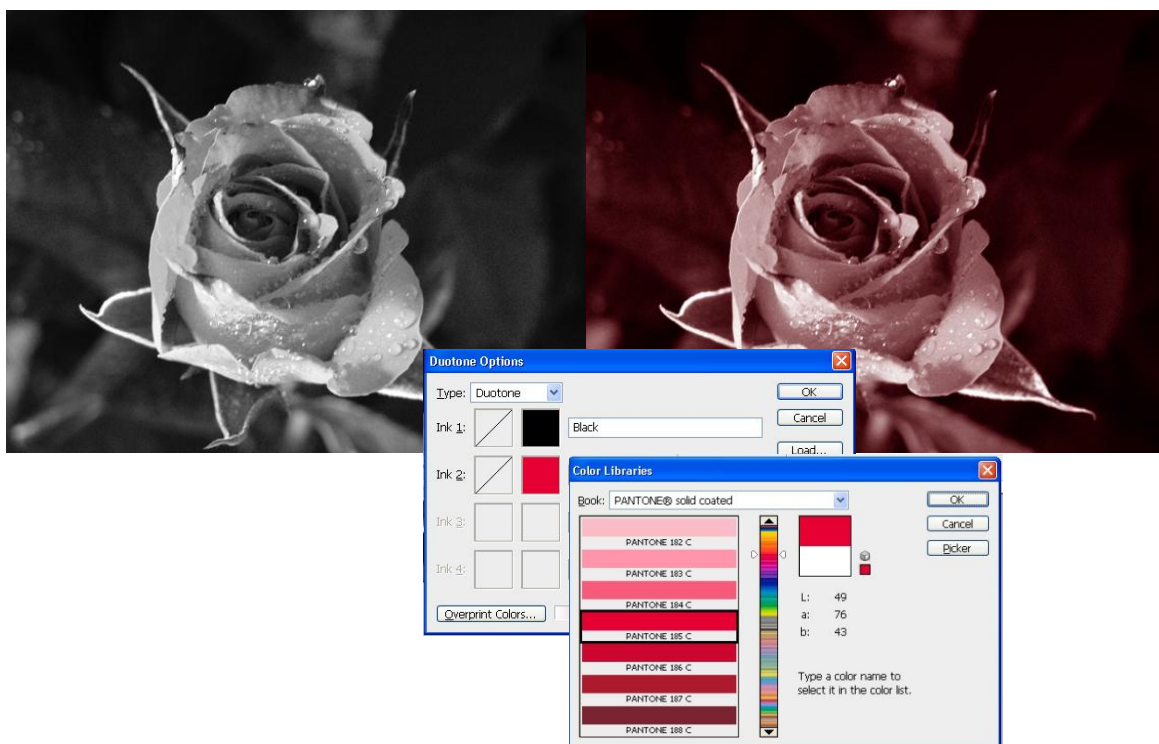 Duotone Options
Type: Duotone
OK
Cancel
Load...
Ink 1:
Black
Ink 2:
Ink 3:
Ink 4:
Overprint Colors...
Color Libraries
Book: PANTONE® solid coated
OK
Cancel
Picker
PANTONE 182 C
PANTONE 183 C
PANTONE 184 C
PANTONE 185 C
PANTONE 186 C
PANTONE 187 C
PANTONE 188 C
L: 49
a: 76
b: 43
Type a color name to
select it in the color list.